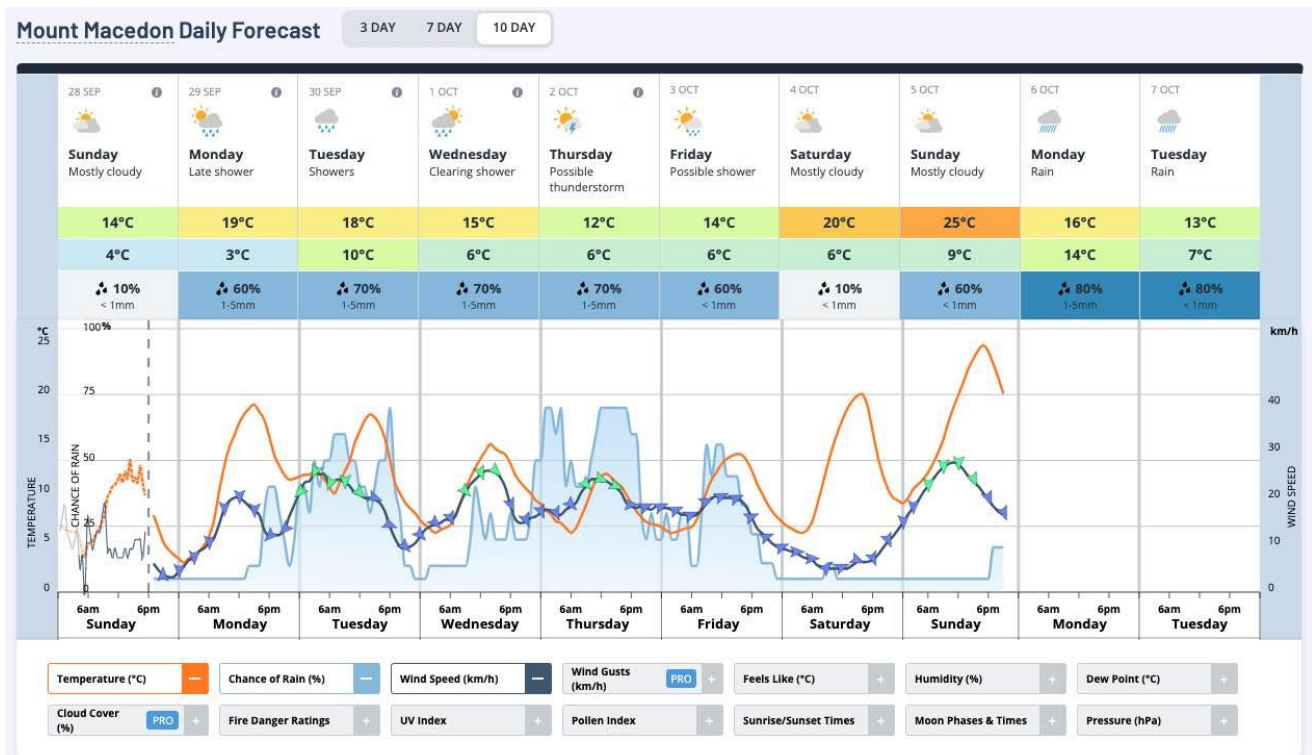 Mount Macedon Daily Forecast 3 DAY 7 DAY 10 DAY
28 SEP 29 SEP 30 SEP 1 OCT 2 OCT 3 OCT 4 OCT 5 OCT 6 OCT 7 OCT
Sunday Monday Tuesday Wednesday Thursday Friday Saturday Sunday Monday Tuesday
Mostly cloudy Late shower Showers Clearing shower Possible Possible shower Mostly cloudy Mostly cloudy Rain Rain
thunderstorm
14°C 19°C 18°C 15°C 12°C 14°C 20°C 25°C 16°C 13°C
4°C 3°C 10°C 6°C 6°C 6°C 6°C 9°C 14°C 7°C
10% 60% 70% 70% 70% 60% 10% 60% 80% 80%
< 1mm 1-5mm 1-5mm 1-5mm 1-5mm < 1mm < 1mm < 1mm 1-5mm < 1mm
°C 100% km/h
25
20 75 40
15 50 30
10 25 20
5 10
0 0 0
TEMPERATURE
CHANCE OF RAIN
WIND SPEED
6am 6pm 6am 6pm 6am 6pm 6am 6pm 6am 6pm 6am 6pm 6am 6pm 6am 6pm 6am 6pm 6am 6pm
Sunday Monday Tuesday Wednesday Thursday Friday Saturday Sunday Monday Tuesday
Temperature (°C) Chance of Rain (%) Wind Speed (km/h) Wind Gusts (km/h) PRO Feels Like (°C) Humidity (%) Dew Point (°C)
Cloud Cover (%) PRO Fire Danger Ratings UV Index Pollen Index Sunrise/Sunset Times Moon Phases & Times Pressure (hPa)